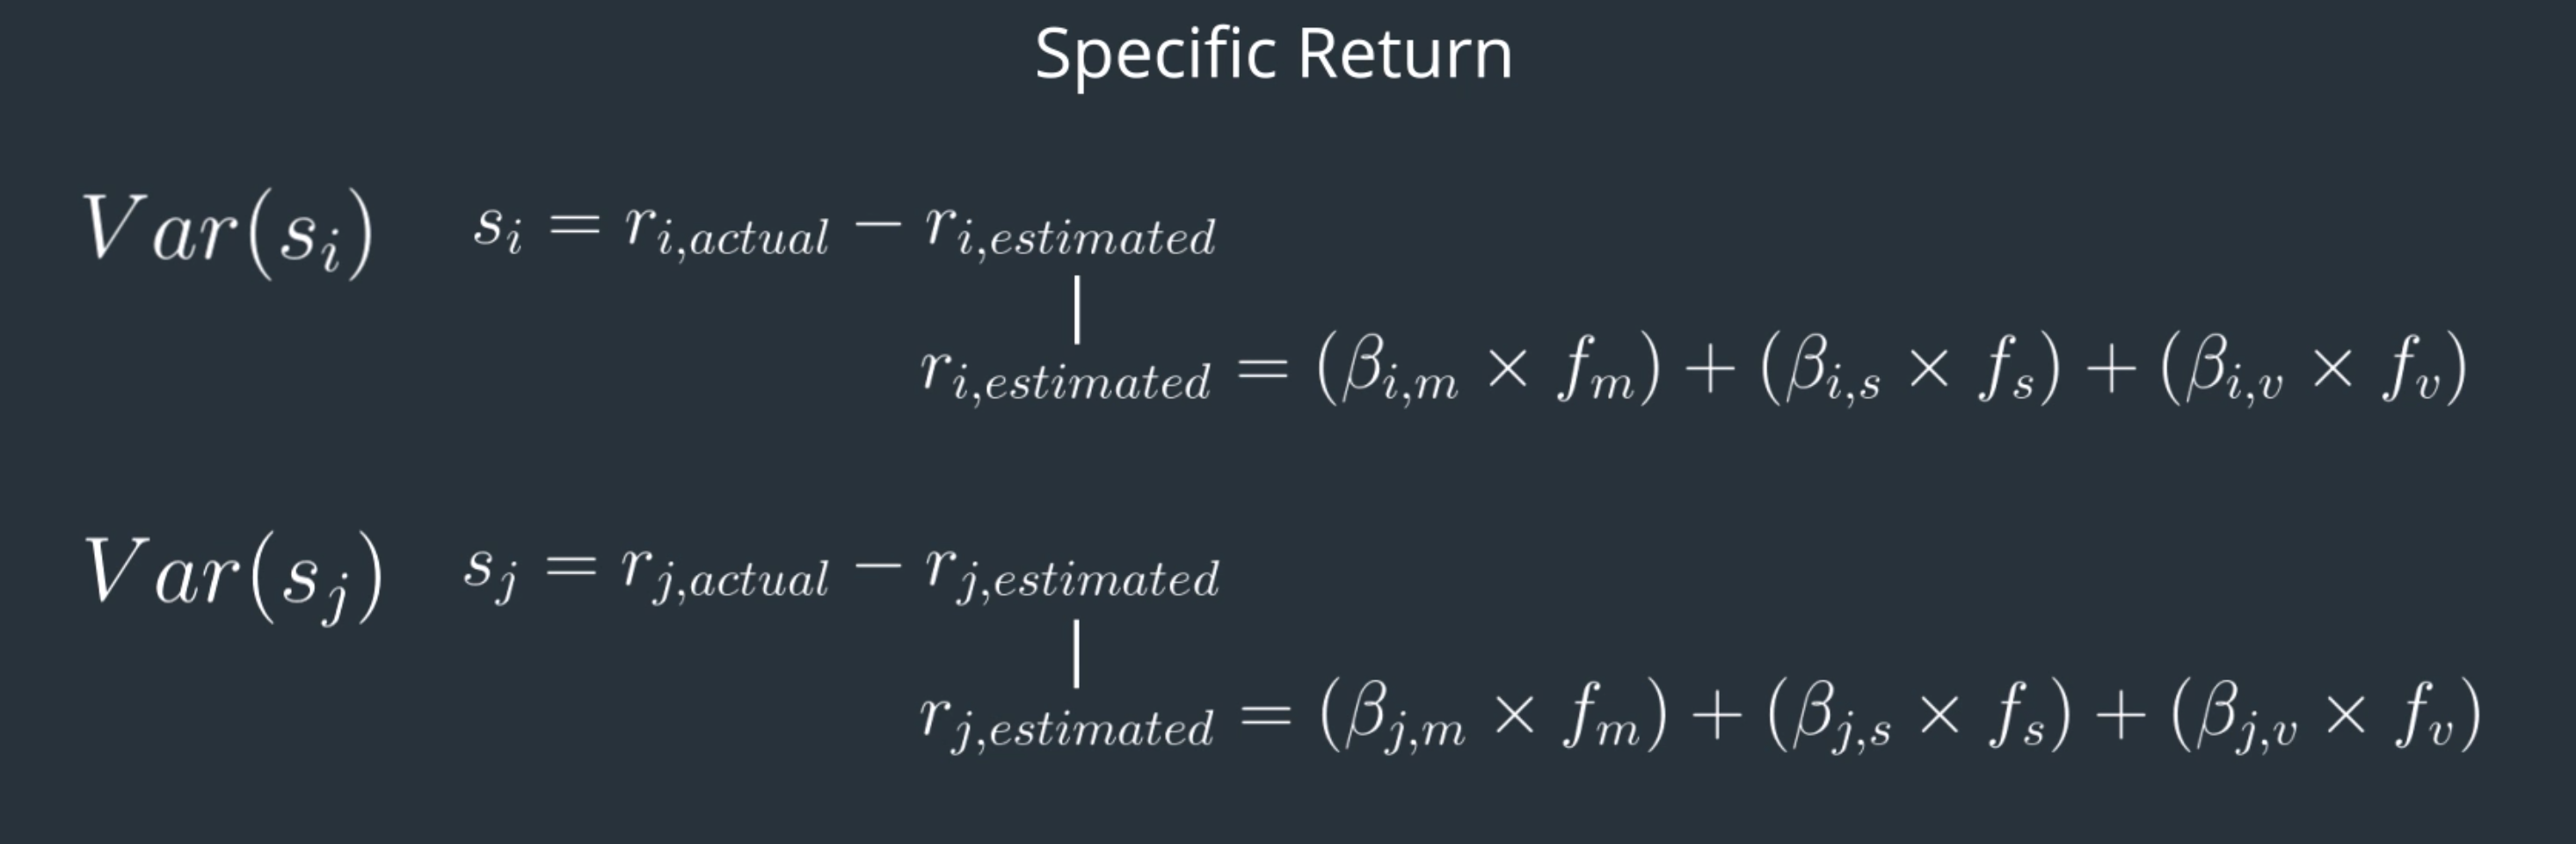 Specific Return
Var(s_i) s_i = r_{i,actual} − r_{i,estimated}
r_{i,estimated} = (β_{i,m} × f_m) + (β_{i,s} × f_s) + (β_{i,v} × f_v)
Var(s_j) s_j = r_{j,actual} − r_{j,estimated}
r_{j,estimated} = (β_{j,m} × f_m) + (β_{j,s} × f_s) + (β_{j,v} × f_v)